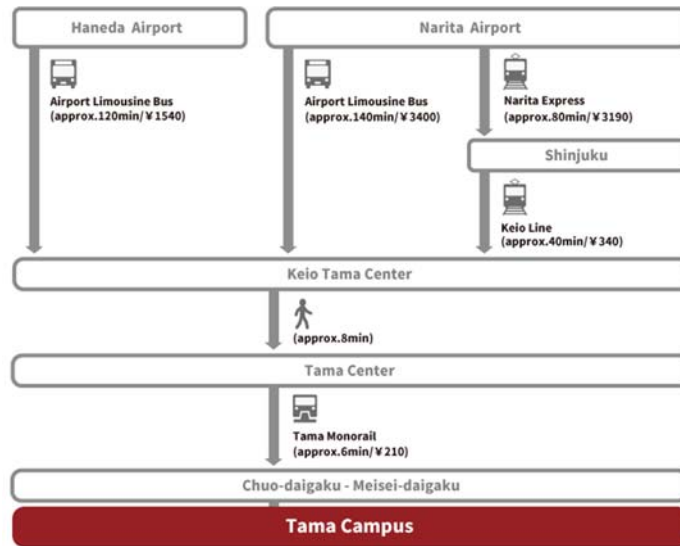 Haneda Airport
Narita Airport
Airport Limousine Bus
(approx.120min/¥1540)
Airport Limousine Bus
(approx.140min/¥3400)
Narita Express
(approx.80min/¥3190)
Shinjuku
Keio Line
(approx.40min/¥340)
Keio Tama Center
(approx.8min)
Tama Center
Tama Monorail
(approx.6min/¥210)
Chuo-daigaku - Meisei-daigaku
Tama Campus